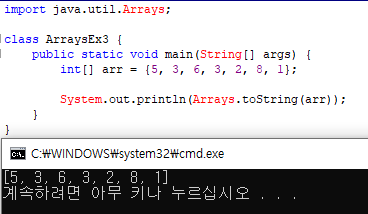 import java.util.Arrays;
class ArraysEx3 {
public static void main(String[] args) {
int[] arr = {5, 3, 6, 3, 2, 8, 1};
System.out.println(Arrays.toString(arr));
}
}
C:\WINDOWS\system32\cmd.exe
[5, 3, 6, 3, 2, 8, 1]
계속하려면 아무 키나 누르십시오 . . .